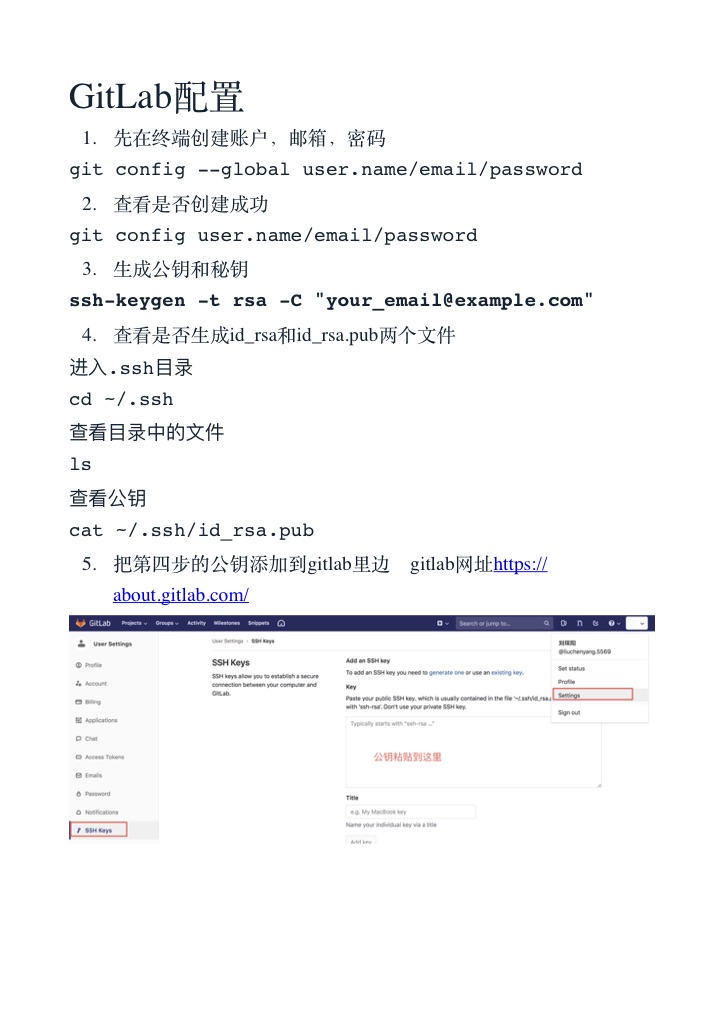 GitLab配置
1. 先在终端创建账户，邮箱，密码
git config --global user.name/email/password
2. 查看是否创建成功
git config user.name/email/password
3. 生成公钥和秘钥
ssh-keygen -t rsa -C "your_email@example.com"
4. 查看是否生成id_rsa和id_rsa.pub两个文件
进入.ssh目录
cd ~/.ssh
查看目录中的文件
ls
查看公钥
cat ~/.ssh/id_rsa.pub
5. 把第四步的公钥添加到gitlab里边 gitlab网址https://
about.gitlab.com/
GitLab Projects Groups Activity Milestones Snippets Search or jump to...
User Settings
Profile
Account
Billing
Applications
Chat
Access Tokens
Emails
Password
Notifications
SSH Keys
User Settings › SSH Keys
SSH Keys
SSH keys allow you to establish a secure
connection between your computer and
GitLab.
Add an SSH key
To add an SSH key you need to generate one or use an existing key.
Key
Paste your public SSH key, which is usually contained in the file '~/.ssh/id_rsa.
with 'ssh-rsa'. Don't use your private SSH key.
Typically starts with "ssh-rsa ..."
公钥粘贴到这里
Title
e.g. My MacBook key
Name your individual key via a title
Add key
@liuchenyang.5569
Set status
Profile
Settings
Sign out